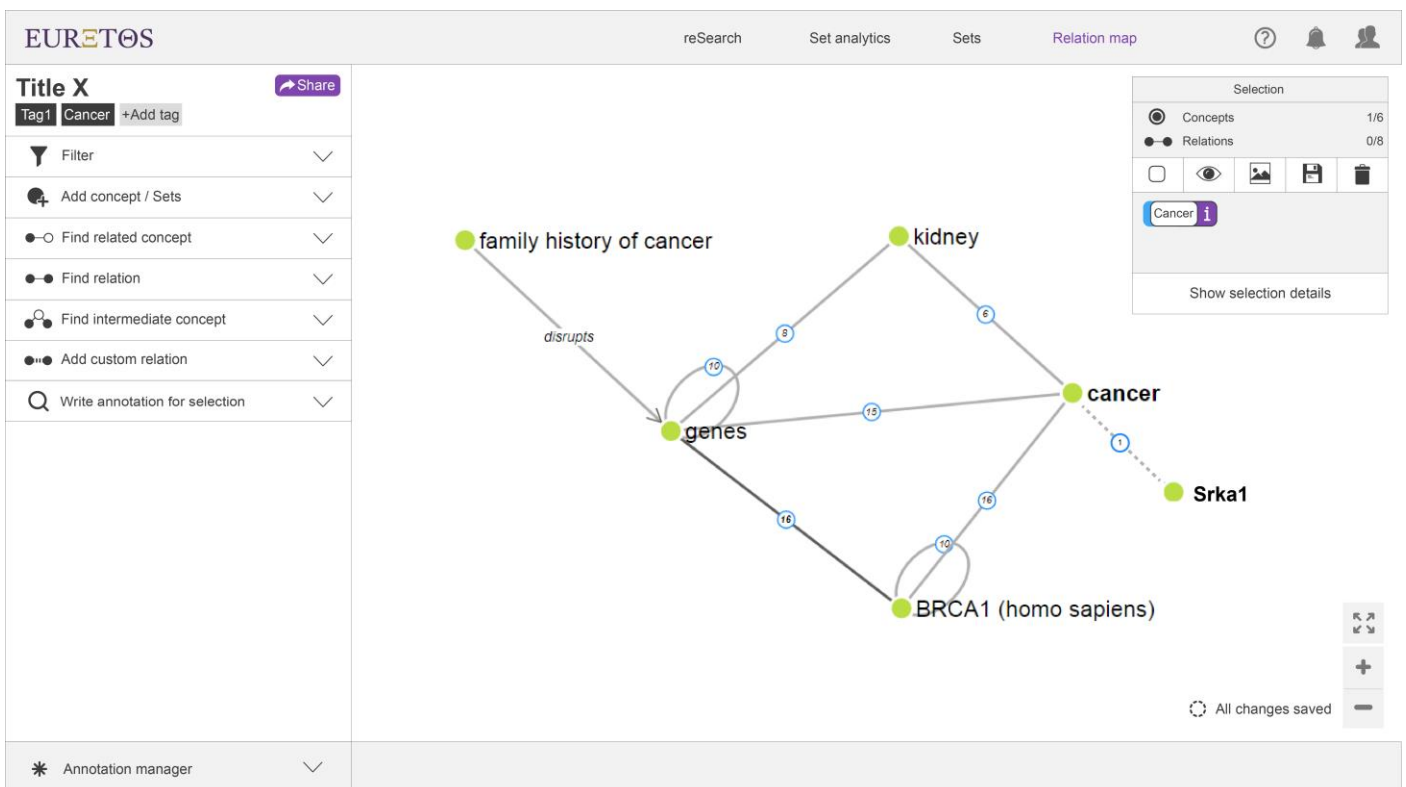 EURΞTΘS
reSearch
Set analytics
Sets
Relation map
?
Title X
Share
Tag1
Cancer
+Add tag
Filter
Add concept / Sets
Find related concept
Find relation
Find intermediate concept
Add custom relation
Write annotation for selection
Annotation manager
family history of cancer
kidney
disrupts
8
6
10
15
genes
cancer
1
16
16
Srka1
10
BRCA1 (homo sapiens)
Selection
Concepts 1/6
Relations 0/8
Cancer i
Show selection details
All changes saved